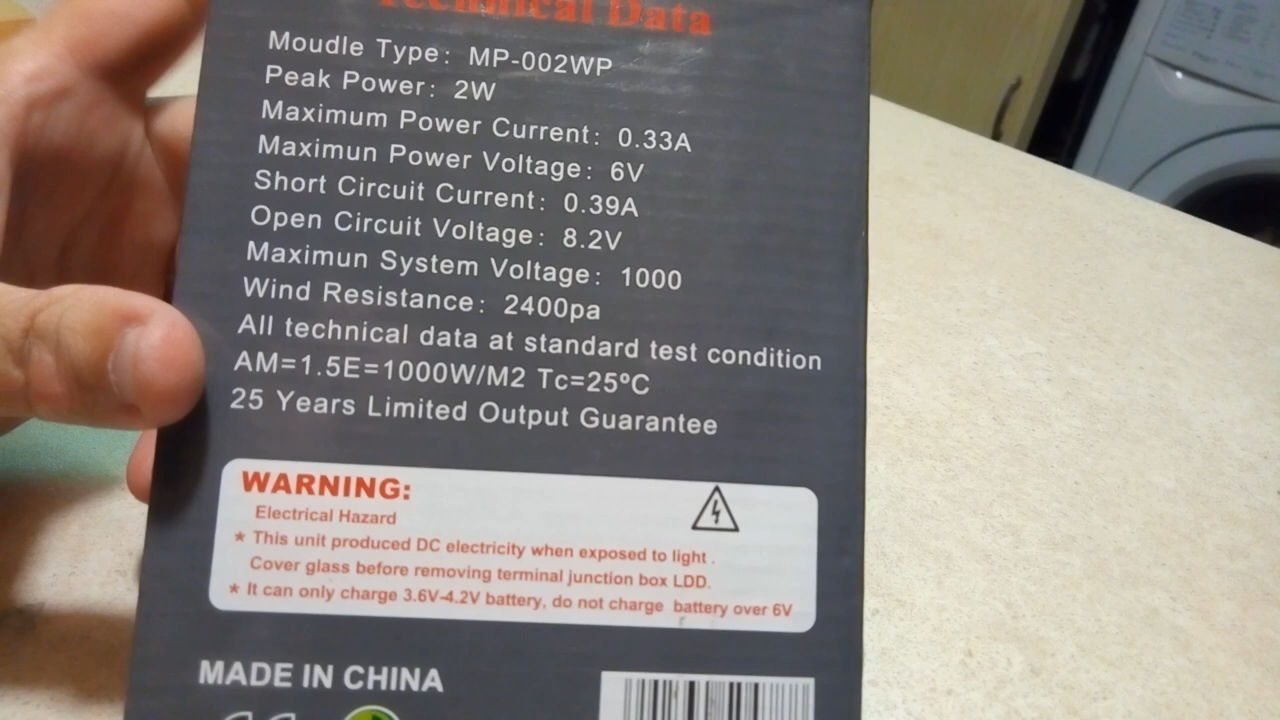 Technical Data
Moudle Type: MP-002WP
Peak Power: 2W
Maximum Power Current: 0.33A
Maximun Power Voltage: 6V
Short Circuit Current: 0.39A
Open Circuit Voltage: 8.2V
Maximun System Voltage: 1000
Wind Resistance: 2400pa
All technical data at standard test condition
AM=1.5E=1000W/M2 Tc=25ºC
25 Years Limited Output Guarantee
WARNING:
Electrical Hazard
* This unit produced DC electricity when exposed to light .
Cover glass before removing terminal junction box LDD.
* It can only charge 3.6V-4.2V battery, do not charge battery over 6V
MADE IN CHINA